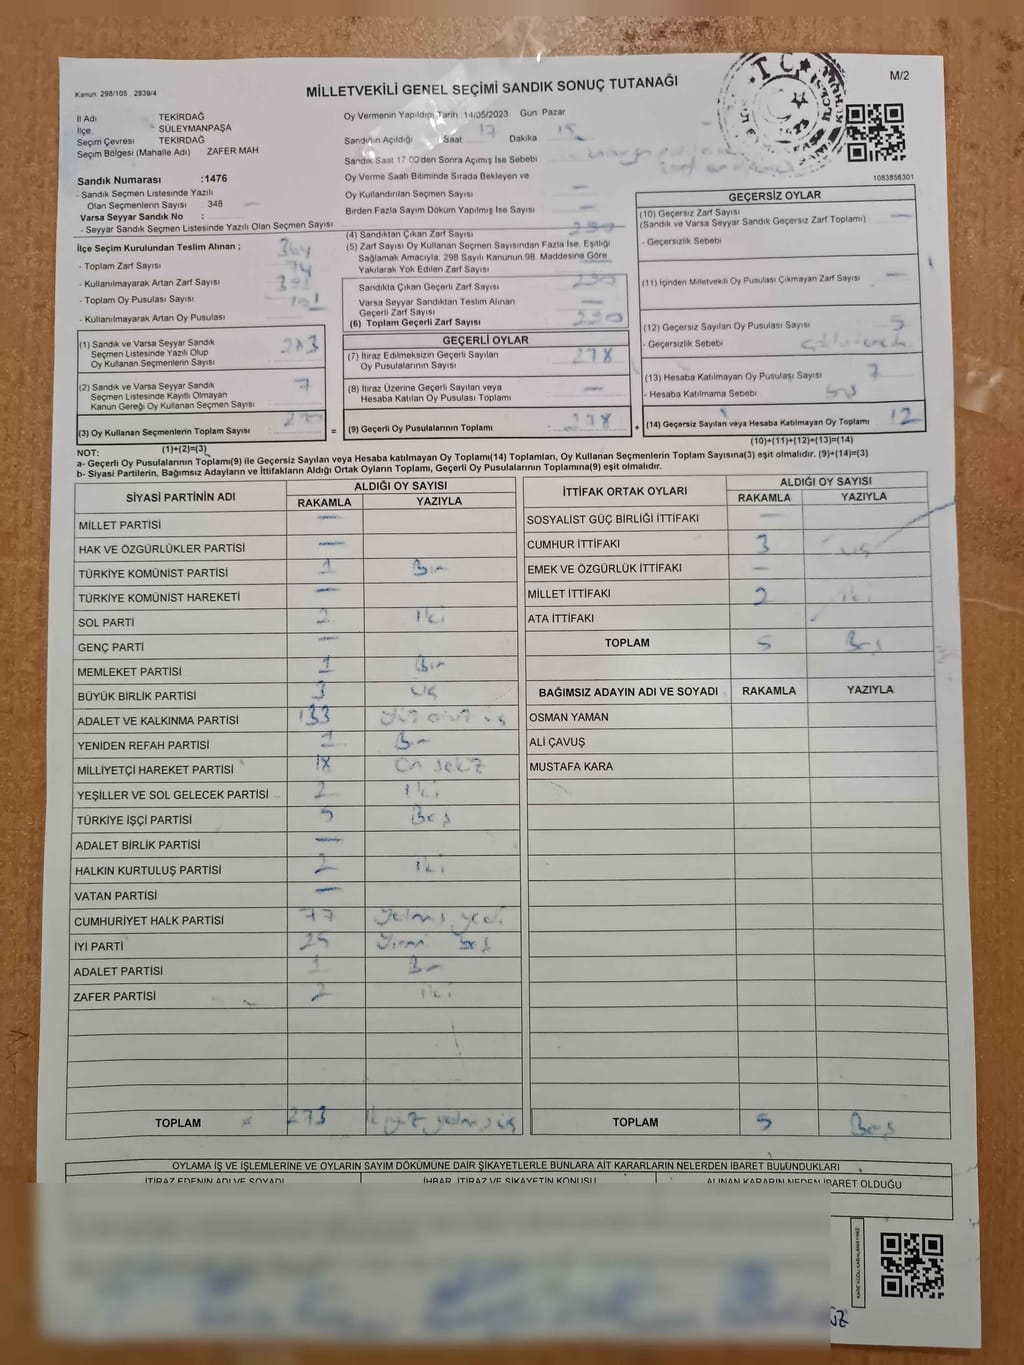 Kanun: 298/105 . 2839/4
MİLLETVEKİLİ GENEL SEÇİMİ SANDIK SONUÇ TUTANAĞI
M/2
İl Adı TEKİRDAĞ
İlçe. SÜLEYMANPAŞA
Seçim Çevresi TEKİRDAĞ
Seçim Bölgesi (Mahalle Adı) ZAFER MAH
Oy Vermenin Yapıldığı Tarih 14/05/2023 Gün Pazar
Sandığın Açıldığı Saat 17 Dakika 15
Sandık Saat 17 00'den Sonra Açımış İse Sebebi
Oy Verme Saati Bitiminde Sırada Bekleyen ve
Oy Kullandırılan Seçmen Sayısı —
Birden Fazla Sayım Döküm Yapılmış İse Sayısı —
1083856301
Sandık Numarası :1476
- Sandık Seçmen Listesinde Yazılı
Olan Seçmenlerin Sayısı 348
Varsa Seyyar Sandık No :
- Seyyar Sandık Seçmen Listesinde Yazılı Olan Seçmen Sayısı
İlçe Seçim Kurulundan Teslim Alınan ;
- Toplam Zarf Sayısı 364
- Kullanılmayarak Artan Zarf Sayısı 74
- Toplam Oy Pusulası Sayısı
- Kullanılmayarak Artan Oy Pusulası 101
(1) Sandık ve Varsa Seyyar Sandık
Seçmen Listesinde Yazılı Olup
Oy Kullanan Seçmenlerin Sayısı 283
(2) Sandık ve Varsa Seyyar Sandık
Seçmen Listesinde Kayıtlı Olmayan
Kanun Gereği Oy Kullanan Seçmen Sayısı 7
(3) Oy Kullanan Seçmenlerin Toplam Sayısı 290
(1)+(2)=(3)
(4) Sandıktan Çıkan Zarf Sayısı 290
(5) Zarf Sayısı Oy Kullanan Seçmen Sayısından Fazla İse, Eşitliği
Sağlamak Amacıyla, 298 Sayılı Kanunun 98 Maddesine Göre
Yakılarak Yok Edilen Zarf Sayısı —
Sandıkta Çıkan Geçerli Zarf Sayısı 290
Varsa Seyyar Sandıktan Teslim Alınan
Geçerli Zarf Sayısı —
(6) Toplam Geçerli Zarf Sayısı 290
GEÇERLİ OYLAR
(7) İtiraz Edilmeksizin Geçerli Sayılan
Oy Pusulalarının Sayısı 278
(8) İtiraz Üzerine Geçerli Sayılan veya
Hesaba Katılan Oy Pusulası Toplamı —
= (9) Geçerli Oy Pusulalarının Toplamı : 278
GEÇERSİZ OYLAR
(10) Geçersiz Zarf Sayısı —
(Sandık ve Varsa Seyyar Sandık Geçersiz Zarf Toplamı)
- Geçersizlik Sebebi
(11) İçinden Milletvekili Oy Pusulası Çıkmayan Zarf Sayısı —
(12) Geçersiz Sayılan Oy Pusulası Sayısı 5
- Geçersizlik Sebebi
(13) Hesaba Katılmayan Oy Pusulası Sayısı 7
- Hesaba Katılmama Sebebi
+ (14) Geçersiz Sayılan veya Hesaba Katılmayan Oy Toplamı 12
(10)+(11)+(12)+(13)=(14)
NOT:
a- Geçerli Oy Pusulalarının Toplamı(9) ile Geçersiz Sayılan veya Hesaba Katılmayan Oy Toplamı(14) Toplamları, Oy Kullanan Seçmenlerin Toplam Sayısına(3) eşit olmalıdır. (9)+(14)=(3)
b- Siyasi Partilerin, Bağımsız Adayların ve İttifakların Aldığı Ortak Oyların Toplamı, Geçerli Oy Pusulalarının Toplamına(9) eşit olmalıdır.
SİYASİ PARTİNİN ADI ALDIĞI OY SAYISI
RAKAMLA YAZIYLA
MİLLET PARTİSİ —
HAK VE ÖZGÜRLÜKLER PARTİSİ —
TÜRKİYE KOMÜNİST PARTİSİ 1 Bir
TÜRKİYE KOMÜNİST HAREKETİ —
SOL PARTİ 2 İki
GENÇ PARTİ —
MEMLEKET PARTİSİ 1 Bir
BÜYÜK BİRLİK PARTİSİ 3 üç
ADALET VE KALKINMA PARTİSİ 133 yüz otuz üç
YENİDEN REFAH PARTİSİ 1 Bir
MİLLİYETÇİ HAREKET PARTİSİ 18 on sekiz
YEŞİLLER VE SOL GELECEK PARTİSİ 2 İki
TÜRKİYE İŞÇİ PARTİSİ 5 Beş
ADALET BİRLİK PARTİSİ —
HALKIN KURTULUŞ PARTİSİ 2 İki
VATAN PARTİSİ —
CUMHURİYET HALK PARTİSİ 77 yetmiş yedi
İYİ PARTİ 25 yirmi beş
ADALET PARTİSİ 1 Bir
ZAFER PARTİSİ 2 İki
TOPLAM 273 İki yüz yetmiş üç
İTTİFAK ORTAK OYLARI ALDIĞI OY SAYISI
RAKAMLA YAZIYLA
SOSYALİST GÜÇ BİRLİĞİ İTTİFAKI —
CUMHUR İTTİFAKI 3 üç
EMEK VE ÖZGÜRLÜK İTTİFAKI —
MİLLET İTTİFAKI 2 iki
ATA İTTİFAKI
TOPLAM 5 Beş
BAĞIMSIZ ADAYIN ADI VE SOYADI RAKAMLA YAZIYLA
OSMAN YAMAN
ALİ ÇAVUŞ
MUSTAFA KARA
TOPLAM 5 Beş
OYLAMA İŞ VE İŞLEMLERİNE VE OYLARIN SAYIM DÖKÜMÜNE DAİR ŞİKAYETLERLE BUNLARA AİT KARARLARIN NELERDEN İBARET BULUNDUKLARI
İTİRAZ EDENİN ADI VE SOYADI İHBAR, İTİRAZ VE ŞİKAYETİN KONUSU ALINAN KARARIN NEDEN İBARET OLDUĞU